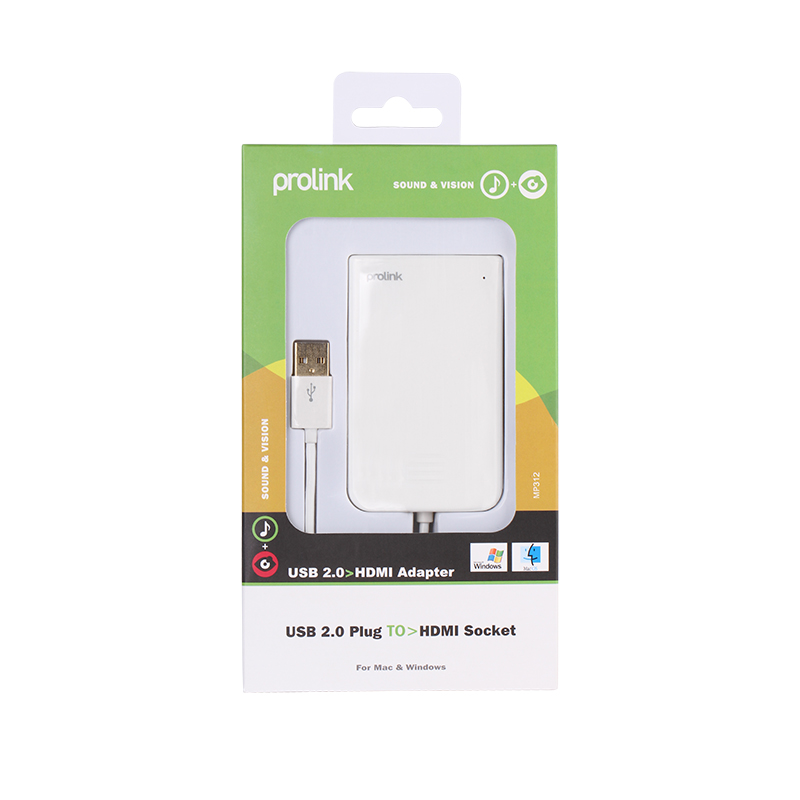 prolink
SOUND & VISION
prolink
SOUND & VISION
MP312
USB 2.0>HDMI Adapter
Windows
Mac
USB 2.0 Plug TO>HDMI Socket
For Mac & Windows